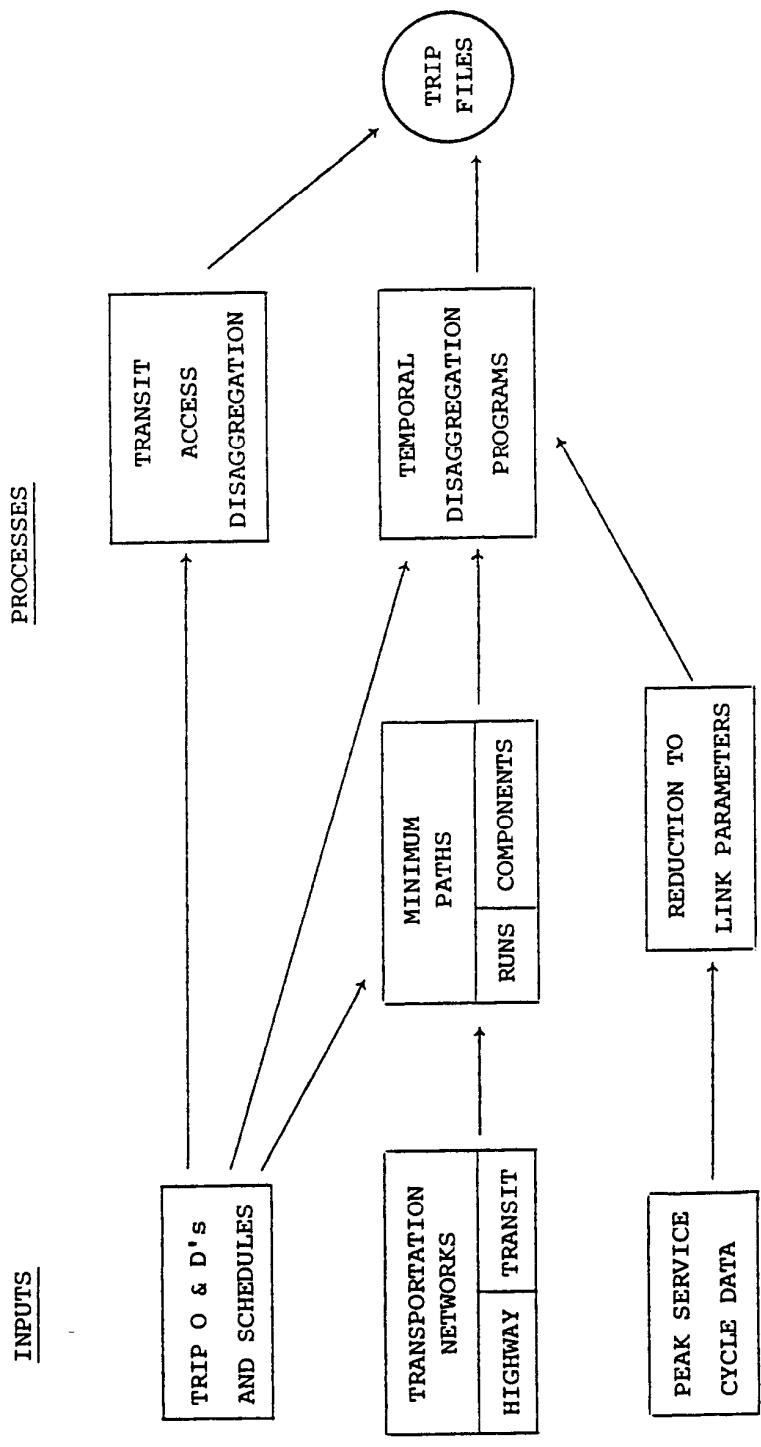 INPUTS
PROCESSES
TRIP O & D's
AND SCHEDULES
TRANSIT
ACCESS
DISAGGREGATION
TRANSPORTATION
NETWORKS
HIGHWAY
TRANSIT
MINIMUM
PATHS
RUNS
COMPONENTS
TEMPORAL
DISAGGREGATION
PROGRAMS
TRIP
FILES
PEAK SERVICE
CYCLE DATA
REDUCTION TO
LINK PARAMETERS